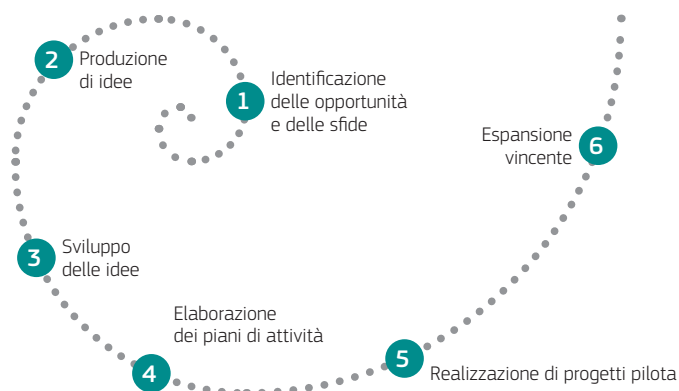 1
Identificazione
delle opportunità
e delle sfide
2
Produzione
di idee
3
Sviluppo
delle idee
4
Elaborazione
dei piani di attività
5
Realizzazione di progetti pilota
6
Espansione
vincente